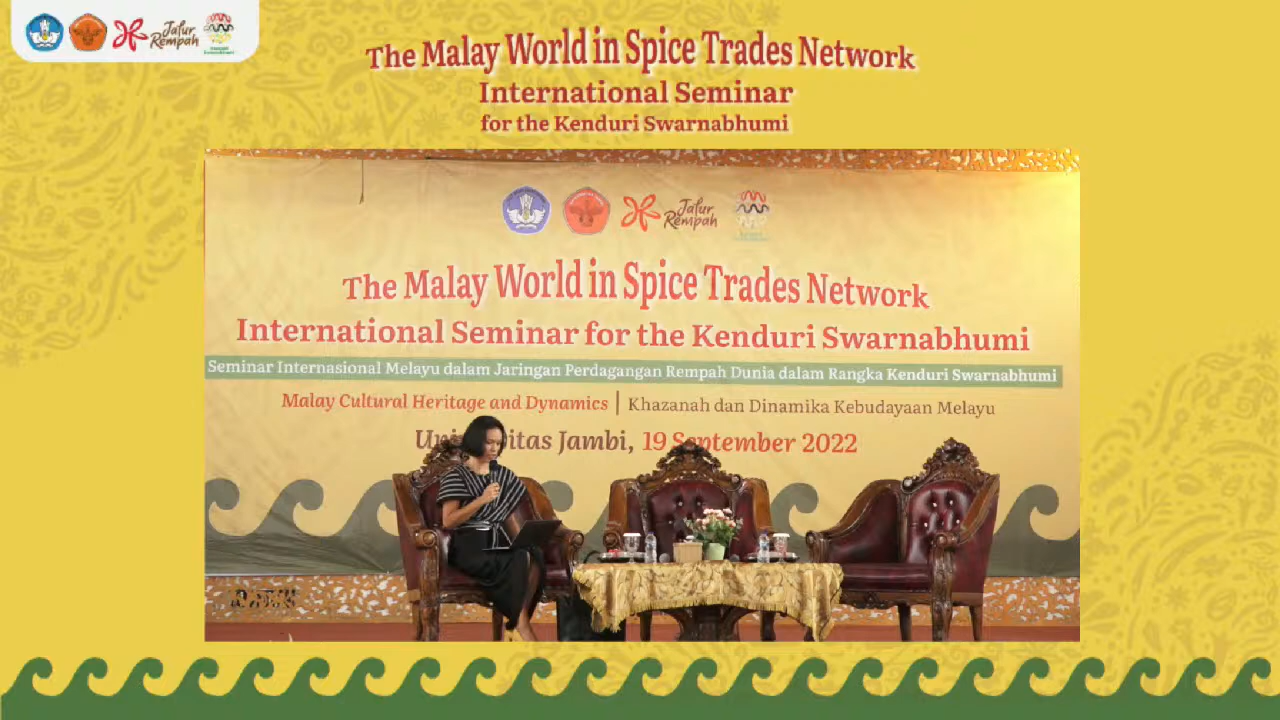 Jalur
Rempah
The Malay World in Spice Trades Network
International Seminar
for the Kenduri Swarnabhumi
Jalur
Rempah
The Malay World in Spice Trades Network
International Seminar for the Kenduri Swarnabhumi
Seminar Internasional Melayu dalam Jaringan Perdagangan Rempah Dunia dalam Rangka Kenduri Swarnabhumi
Malay Cultural Heritage and Dynamics | Khazanah dan Dinamika Kebudayaan Melayu
Jambi, 19 September 2022